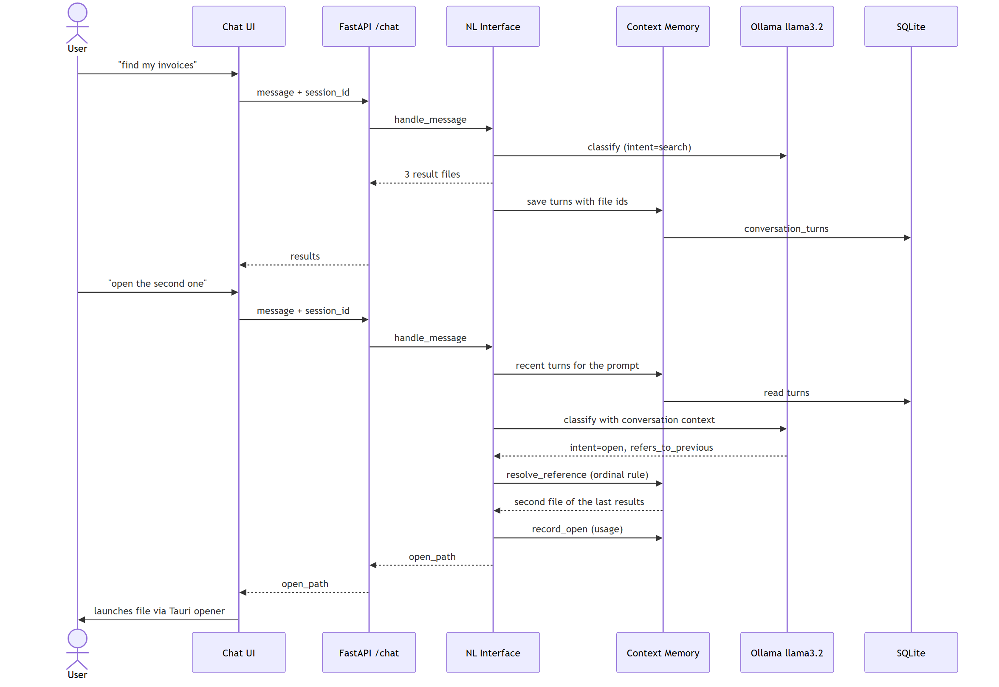 User
Chat UI
FastAPI /chat
NL Interface
Context Memory
Ollama llama3.2
SQLite
"find my invoices"
message + session_id
handle_message
classify (intent=search)
3 result files
save turns with file ids
conversation_turns
results
"open the second one"
message + session_id
handle_message
recent turns for the prompt
read turns
classify with conversation context
intent=open, refers_to_previous
resolve_reference (ordinal rule)
second file of the last results
record_open (usage)
open_path
open_path
launches file via Tauri opener
User
Chat UI
FastAPI /chat
NL Interface
Context Memory
Ollama llama3.2
SQLite